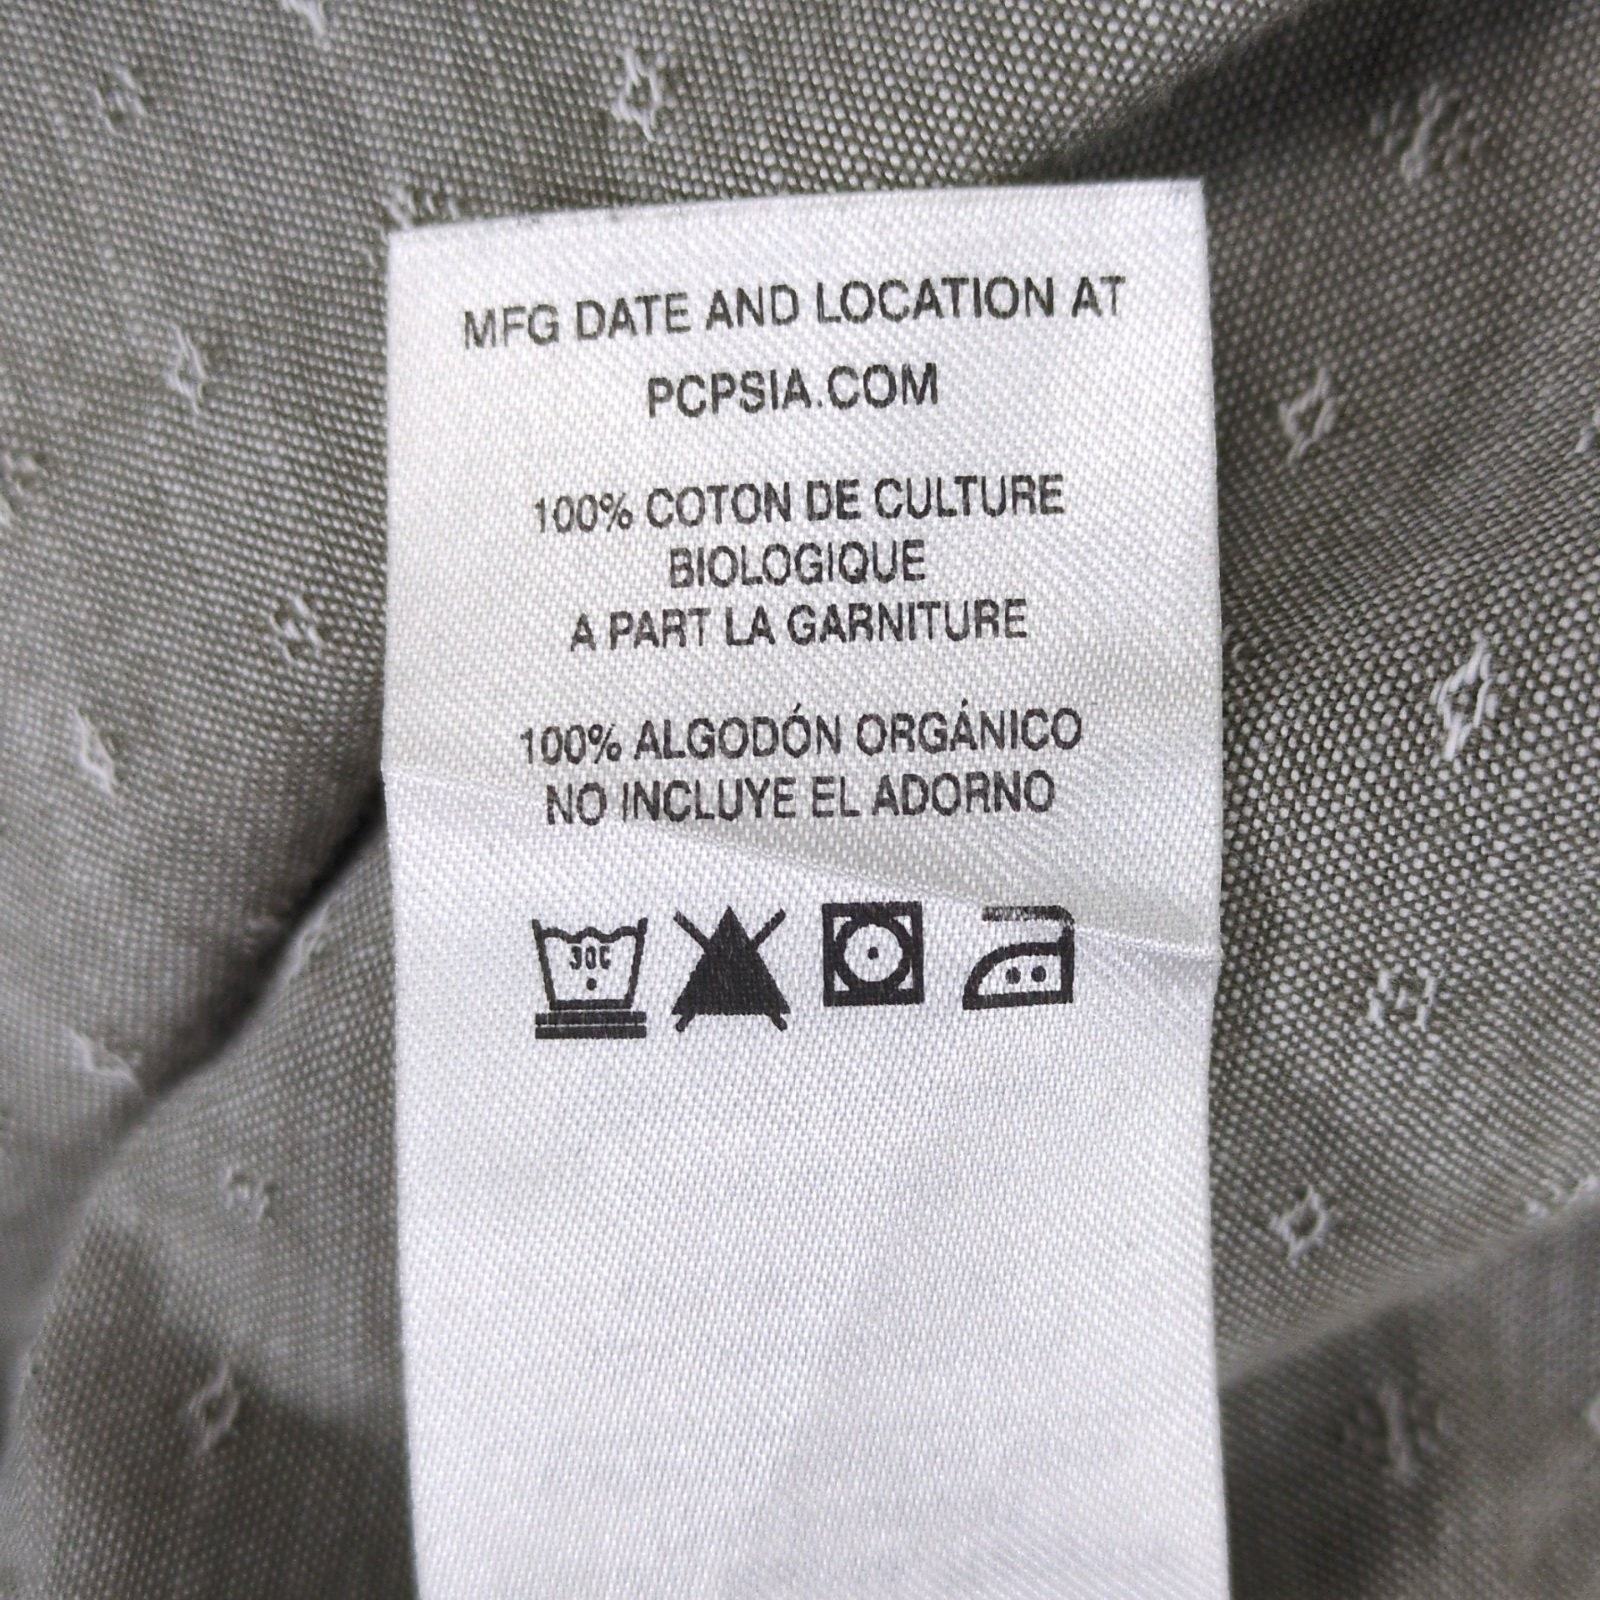 MFG DATE AND LOCATION AT
PCPSIA.COM
100% COTON DE CULTURE
BIOLOGIQUE
A PART LA GARNITURE
100% ALGODÓN ORGÁNICO
NO INCLUYE EL ADORNO
30C